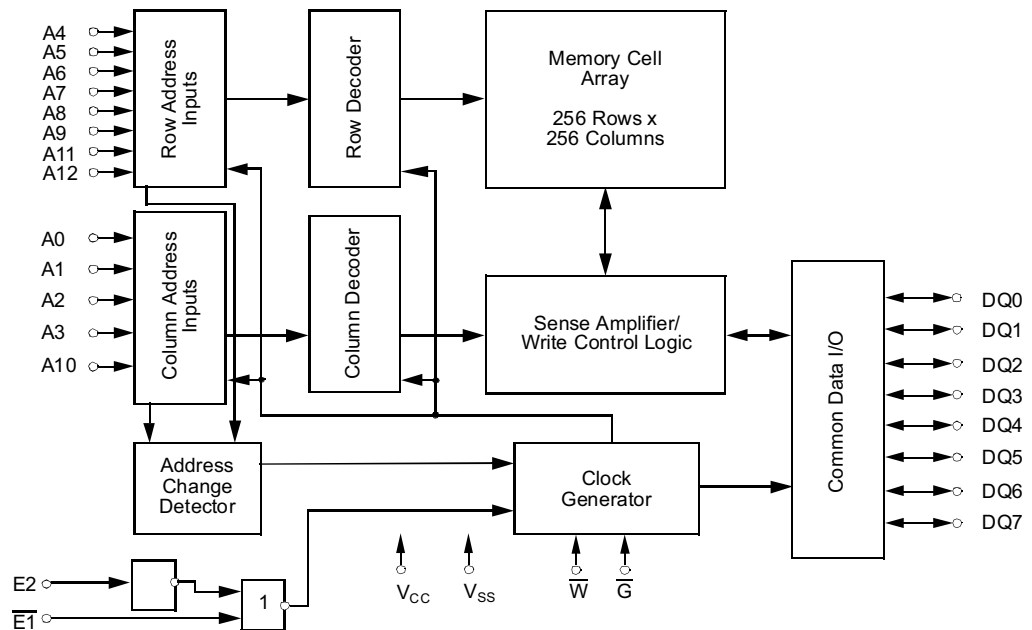 A4
A5
A6
A7
A8
A9
A11
A12
Row Address
Inputs
Row Decoder
Memory Cell
Array
256 Rows x
256 Columns
A0
A1
A2
A3
A10
Column Address
Inputs
Column Decoder
Sense Amplifier/
Write Control Logic
Common Data I/O
DQ0
DQ1
DQ2
DQ3
DQ4
DQ5
DQ6
DQ7
Address
Change
Detector
Clock
Generator
E2
E1
1
VCC
VSS
W
G